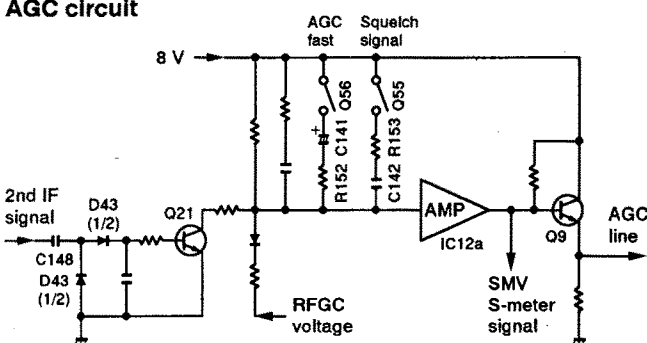 AGC circuit
AGC
fast
Squelch
signal
8 V
Q56
Q55
+
C141
R153
R152
C142
2nd IF
signal
D43
(1/2)
Q21
C148
D43
(1/2)
AMP
IC12a
Q9
AGC
line
SMV
S-meter
signal
RFGC
voltage